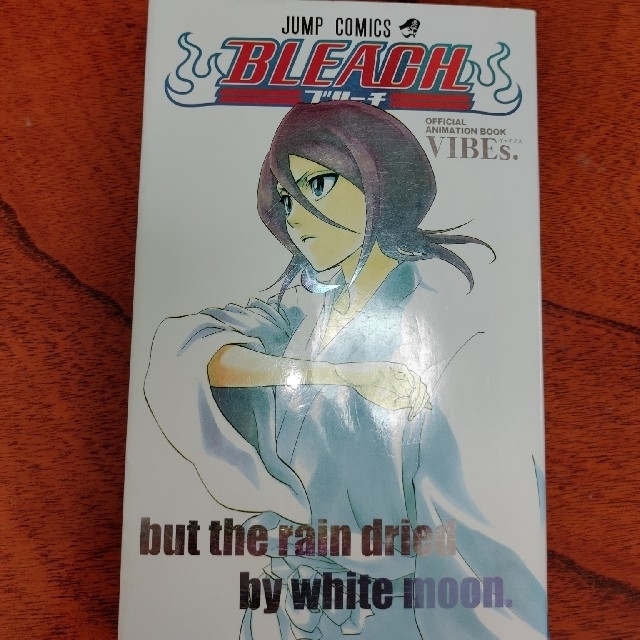 JUMP COMICS
BLEACH
ブリーチ
OFFICIAL
ANIMATION BOOK
VIBEs.
but the rain dried
by white moon.